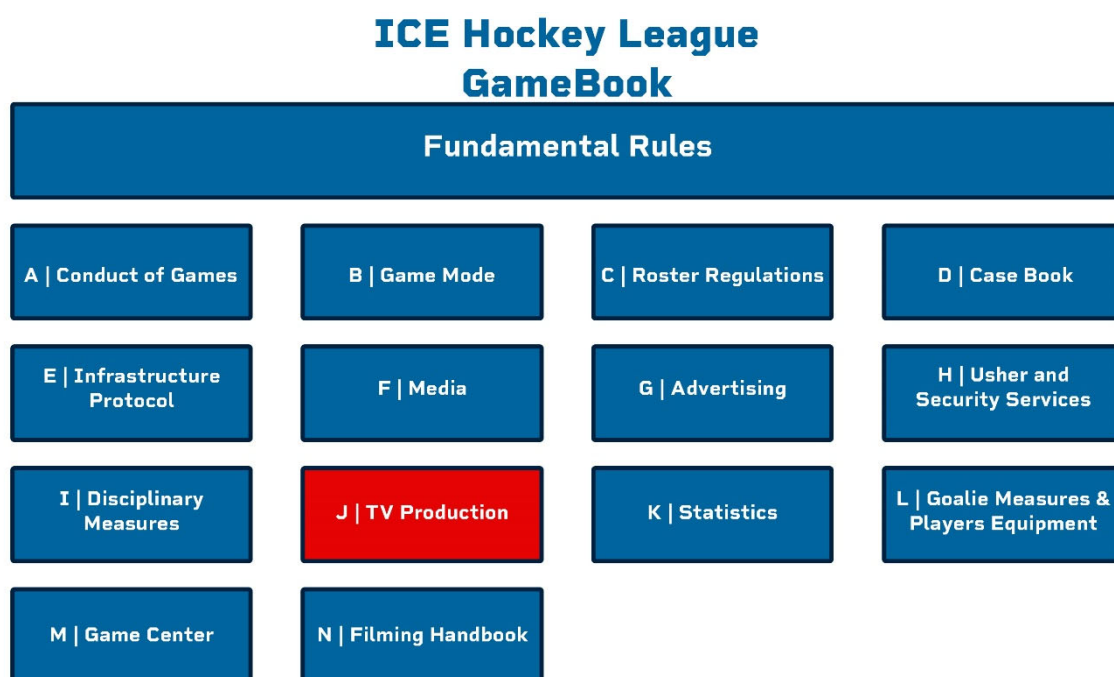 ICE Hockey League
GameBook
Fundamental Rules
A | Conduct of Games
B | Game Mode
C | Roster Regulations
D | Case Book
E | Infrastructure
Protocol
F | Media
G | Advertising
H | Usher and
Security Services
I | Disciplinary
Measures
J | TV Production
K | Statistics
L | Goalie Measures &
Players Equipment
M | Game Center
N | Filming Handbook